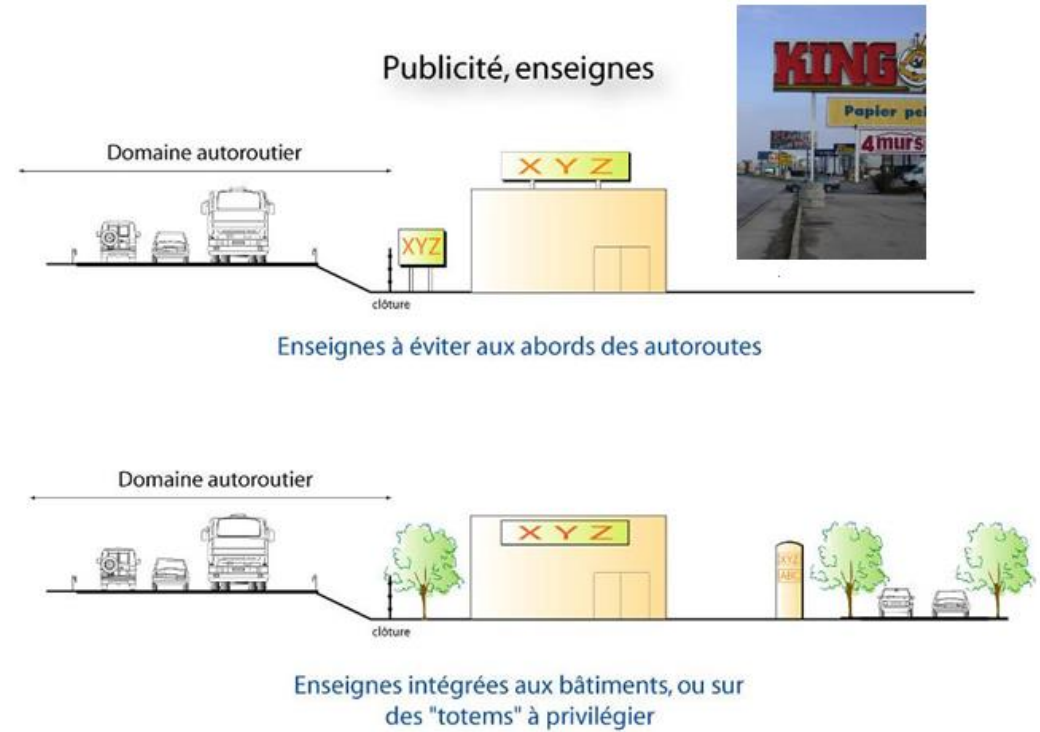 Publicité, enseignes
KING
Papier
4murs
Domaine autoroutier
XYZ
XYZ
clôture
Enseignes à éviter aux abords des autoroutes
Domaine autoroutier
XYZ
XYZ
ABC
clôture
Enseignes intégrées aux bâtiments, ou sur
des "totems" à privilégier